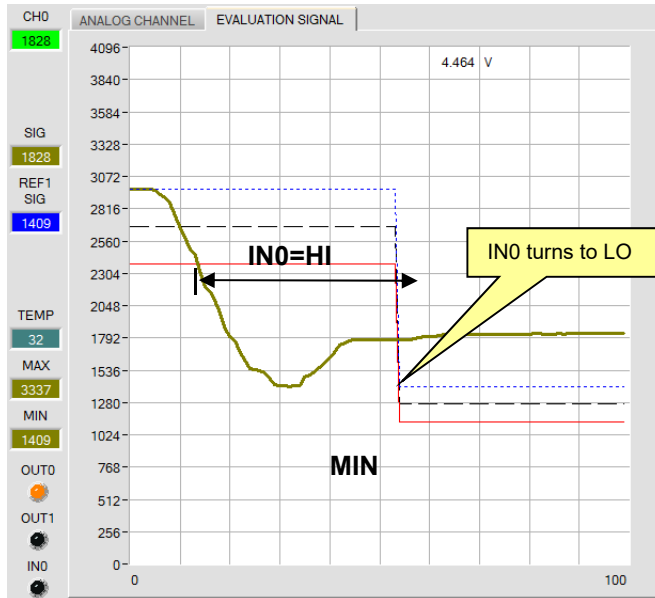 CH0
1828
SIG
1828
REF1
SIG
1409
TEMP
32
MAX
3337
MIN
1409
OUT0
OUT1
IN0
ANALOG CHANNEL
EVALUATION SIGNAL
4.464 V
4096
3840
3584
3328
3072
2816
2560
2304
2048
1792
1536
1280
1024
768
512
256
0
0
100
IN0=HI
IN0 turns to LO
MIN